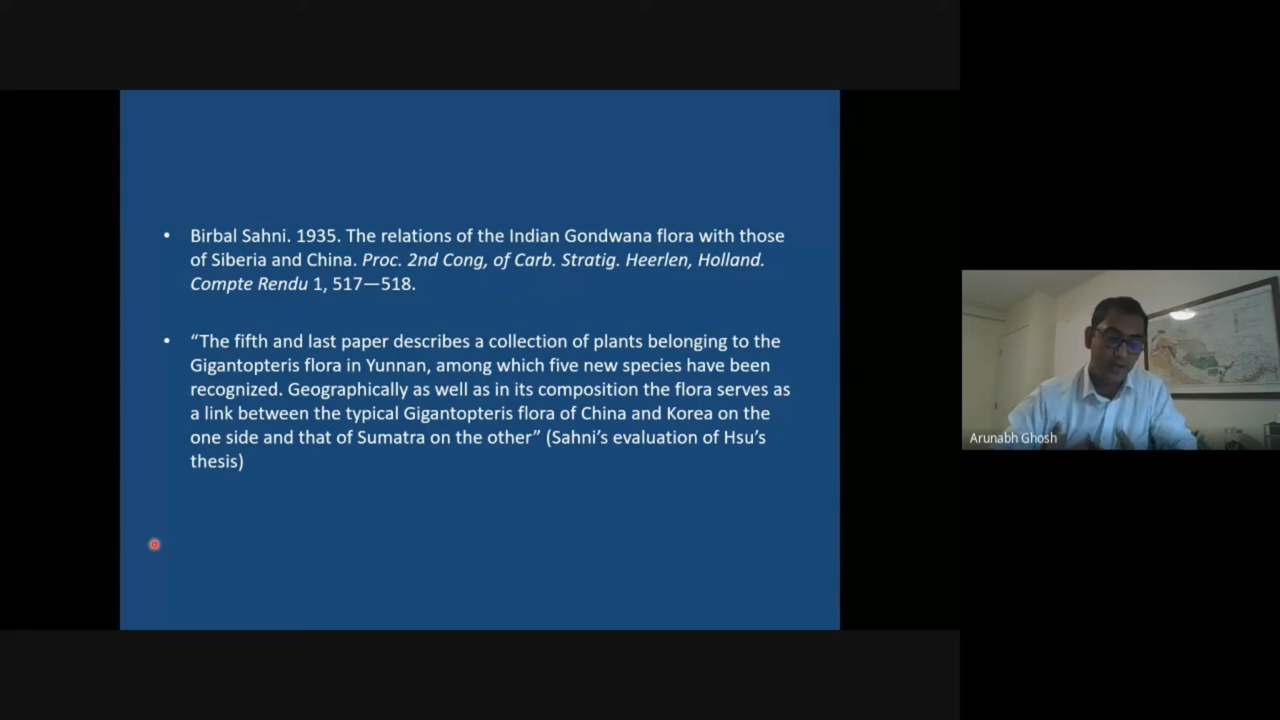 • Birbal Sahni. 1935. The relations of the Indian Gondwana flora with those
of Siberia and China. Proc. 2nd Cong, of Carb. Stratig. Heerlen, Holland.
Compte Rendu 1, 517—518.
• “The fifth and last paper describes a collection of plants belonging to the
Gigantopteris flora in Yunnan, among which five new species have been
recognized. Geographically as well as in its composition the flora serves as
a link between the typical Gigantopteris flora of China and Korea on the
one side and that of Sumatra on the other” (Sahni’s evaluation of Hsu’s
thesis)
Arunabh Ghosh